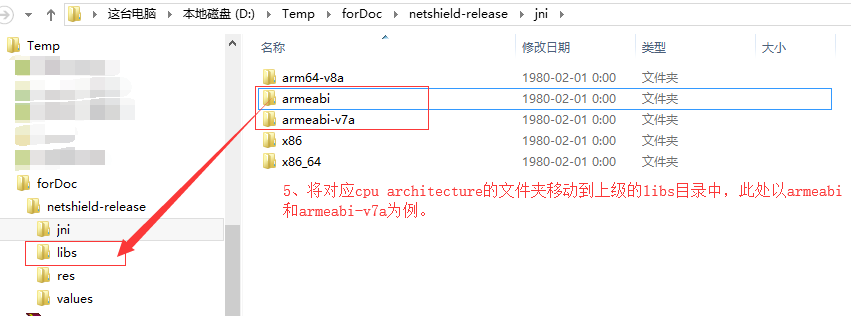 这台电脑 › 本地磁盘 (D:) › Temp › forDoc › netshield-release › jni ›
Temp
forDoc
netshield-release
jni
libs
res
values
名称 修改日期 类型 大小
arm64-v8a 1980-02-01 0:00 文件夹
armeabi 1980-02-01 0:00 文件夹
armeabi-v7a 1980-02-01 0:00 文件夹
x86 1980-02-01 0:00 文件夹
x86_64 1980-02-01 0:00 文件夹
5、将对应cpu architecture的文件夹移动到上级的libs目录中，此处以armeabi
和armeabi-v7a为例。